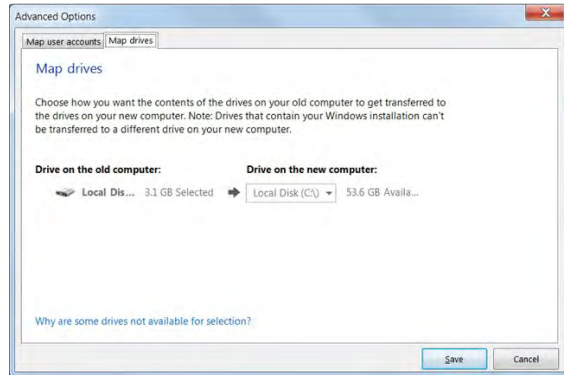 Advanced Options
Map user accounts Map drives
Map drives
Choose how you want the contents of the drives on your old computer to get transferred to
the drives on your new computer. Note: Drives that contain your Windows installation can't
be transferred to a different drive on your new computer.
Drive on the old computer: Drive on the new computer:
Local Dis... 3.1 GB Selected Local Disk (C:\) 53.6 GB Availa...
Why are some drives not available for selection?
Save Cancel